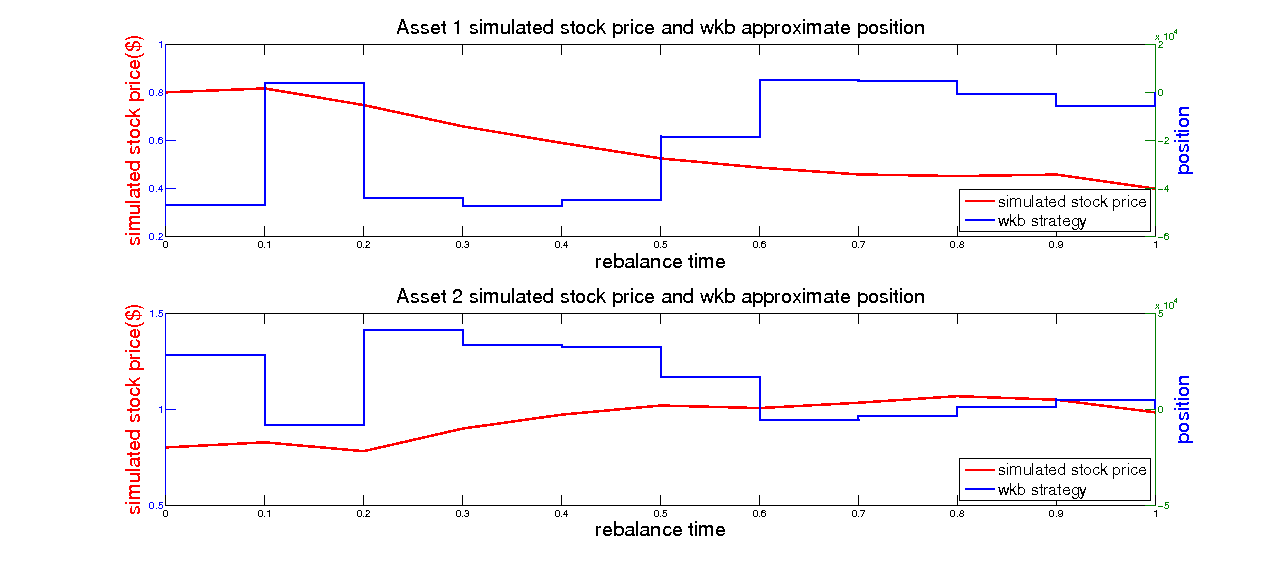 Asset 1 simulated stock price and wkb approximate position
simulated stock price($)
1
0.8
0.6
0.4
0.2
x 10^4
2
0
−2
−4
−6
position
simulated stock price
wkb strategy
0 0.1 0.2 0.3 0.4 0.5 0.6 0.7 0.8 0.9 1
rebalance time
Asset 2 simulated stock price and wkb approximate position
simulated stock price($)
1.5
1
0.5
x 10^4
5
0
−5
position
simulated stock price
wkb strategy
0 0.1 0.2 0.3 0.4 0.5 0.6 0.7 0.8 0.9 1
rebalance time